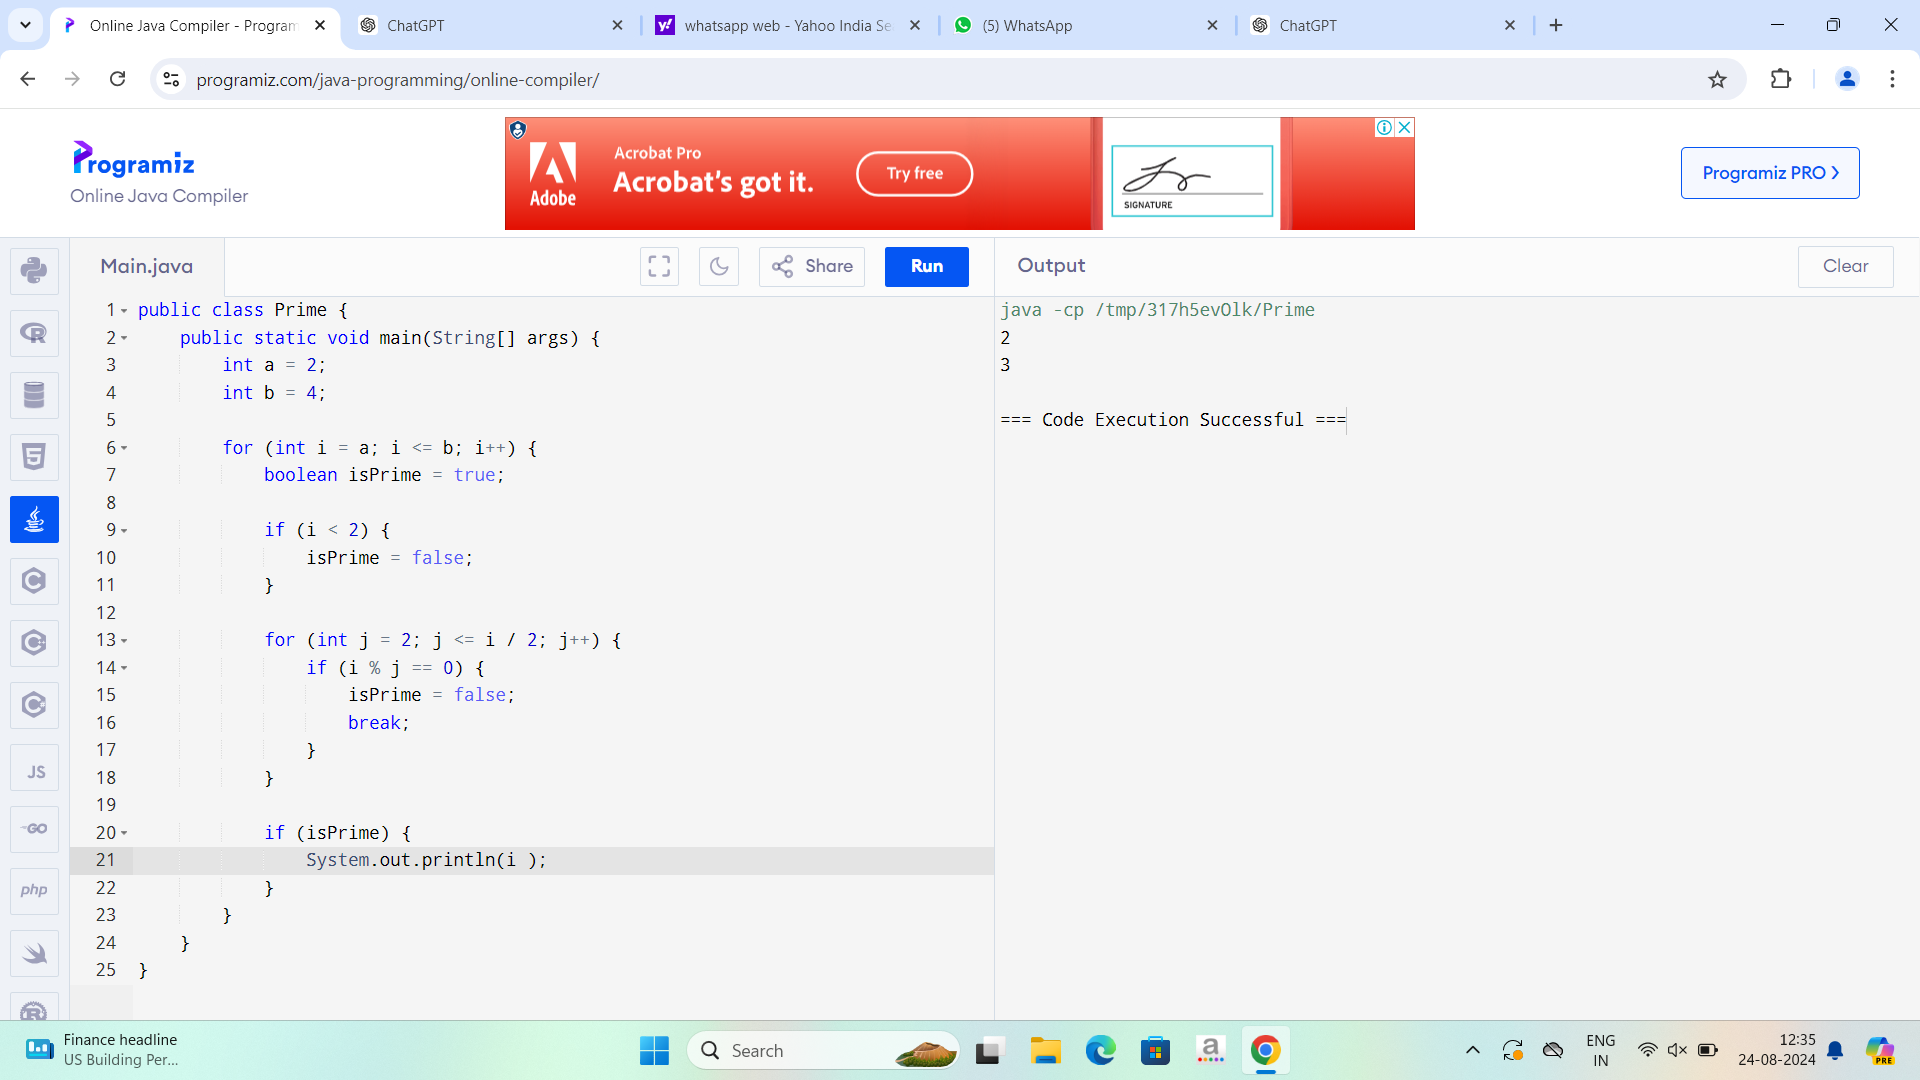 Online Java Compiler - Program
ChatGPT
whatsapp web - Yahoo India Se
(5) WhatsApp
ChatGPT
programiz.com/java-programming/online-compiler/
Programiz
Online Java Compiler
Adobe
Acrobat Pro
Acrobat's got it.
Try free
SIGNATURE
Programiz PRO
Main.java
Share
Run
Output
Clear
1 public class Prime {
2 public static void main(String[] args) {
3 int a = 2;
4 int b = 4;
5
6 for (int i = a; i <= b; i++) {
7 boolean isPrime = true;
8
9 if (i < 2) {
10 isPrime = false;
11 }
12
13 for (int j = 2; j <= i / 2; j++) {
14 if (i % j == 0) {
15 isPrime = false;
16 break;
17 }
18 }
19
20 if (isPrime) {
21 System.out.println(i );
22 }
23 }
24 }
25 }
java -cp /tmp/317h5evOlk/Prime
2
3
=== Code Execution Successful ===
JS
GO
php
Finance headline
US Building Per...
Search
a
ENG
IN
12:35
24-08-2024
PRE